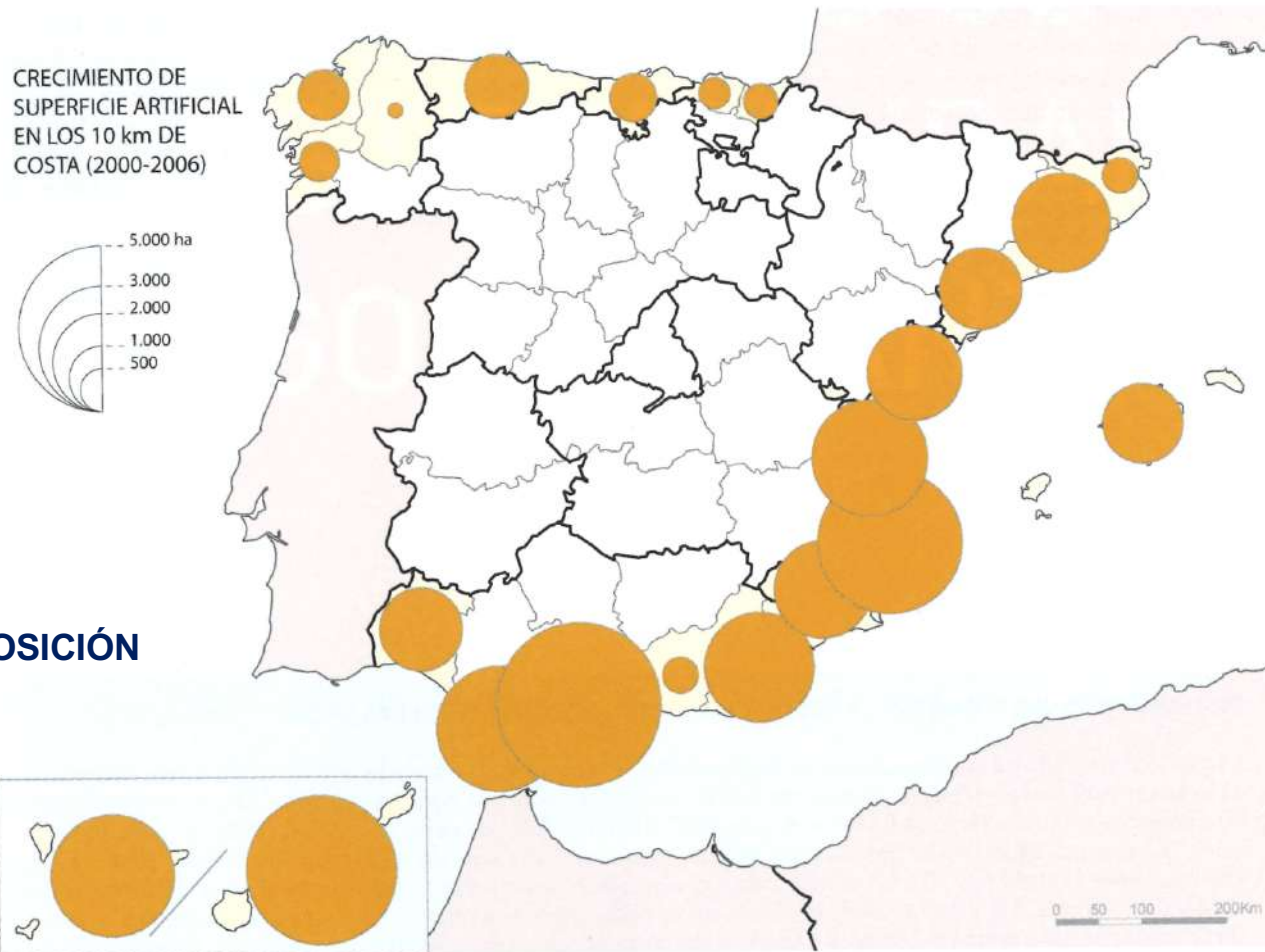 CRECIMIENTO DE
SUPERFICIE ARTIFICIAL
EN LOS 10 km DE
COSTA (2000-2006)
5.000 ha
3.000
2.000
1.000
500
OSICIÓN
0 50 100 200Km